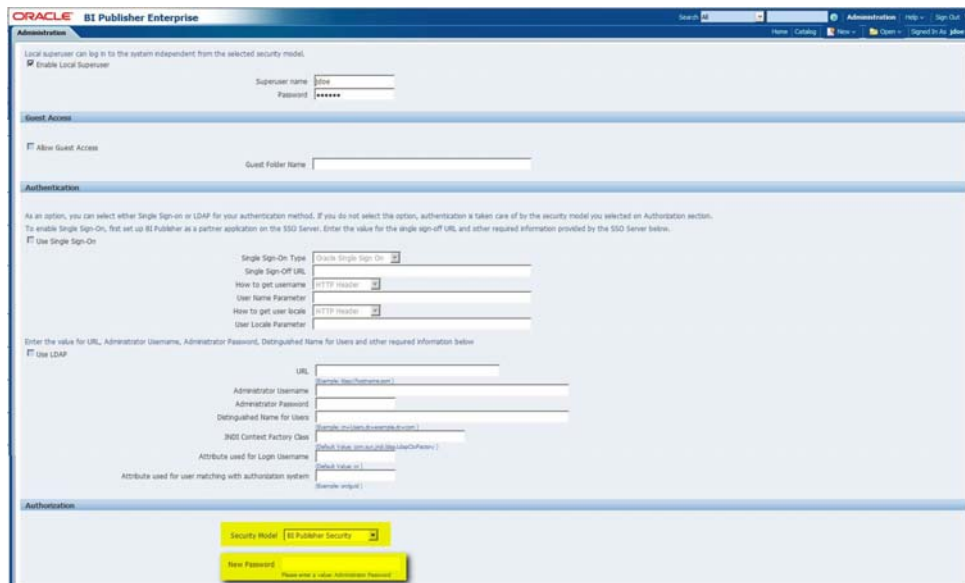 ORACLE BI Publisher Enterprise
Search All Administration Help Sign Out
Administration
Home Catalog New Open Signed In As jdoe
Local superuser can log in to the system independent from the selected security model.
Enable Local Superuser
Superuser name jdoe
Password ••••••
Guest Access
Allow Guest Access
Guest Folder Name
Authentication
As an option, you can select either Single Sign-on or LDAP for your authentication method. If you do not select the option, authentication is taken care of by the security model you selected on Authorization section.
To enable Single Sign-On, first set up BI Publisher as a partner application on the SSO Server. Enter the value for the single sign-off URL and other required information provided by the SSO Server below.
Use Single Sign-On
Single Sign-On Type Oracle Single Sign On
Single Sign-Off URL
How to get username HTTP Header
User Name Parameter
How to get user locale HTTP Header
User Locale Parameter
Enter the value for URL, Administrator Username, Administrator Password, Distinguished Name for Users and other required information below
Use LDAP
URL
Administrator Username
Administrator Password
Distinguished Name for Users
JNDI Context Factory Class
Attribute used for Login Username
Attribute used for user matching with authorization system
Authorization
Security Model BI Publisher Security
New Password
Please enter a value: Administrator Password